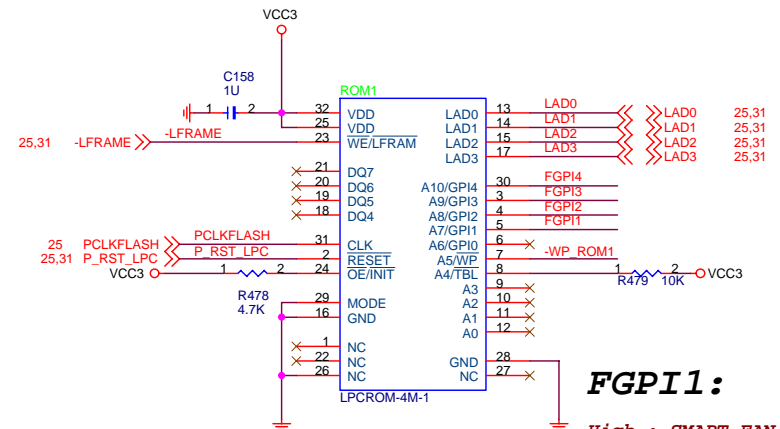 VCC3
C158
1U
1 2
ROM1
32 VDD
25 VDD
-LFRAME
25,31 -LFRAME 23 WE/LFRAM
21 DQ7
20 DQ6
19 DQ5
18 DQ4
25 PCLKFLASH PCLKFLASH 31 CLK
25,31 P_RST_LPC P_RST_LPC 2 RESET
VCC3 1 2 24 OE/INIT
R478
4.7K
29 MODE
16 GND
1 NC
22 NC
26 NC
LPCROM-4M-1
LAD0 13 LAD0 LAD0 25,31
LAD1 14 LAD1 LAD1 25,31
LAD2 15 LAD2 LAD2 25,31
LAD3 17 LAD3 LAD3 25,31
A10/GPI4 30 FGPI4
A9/GPI3 3 FGPI3
A8/GPI2 4 FGPI2
A7/GPI1 5 FGPI1
A6/GPI0 6
A5/WP 7 -WP_ROM1
A4/TBL 8 1 2 VCC3
R479 10K
A3 9
A2 10
A1 11
A0 12
GND 28
NC 27
FGPI1:
High : SMART FAN